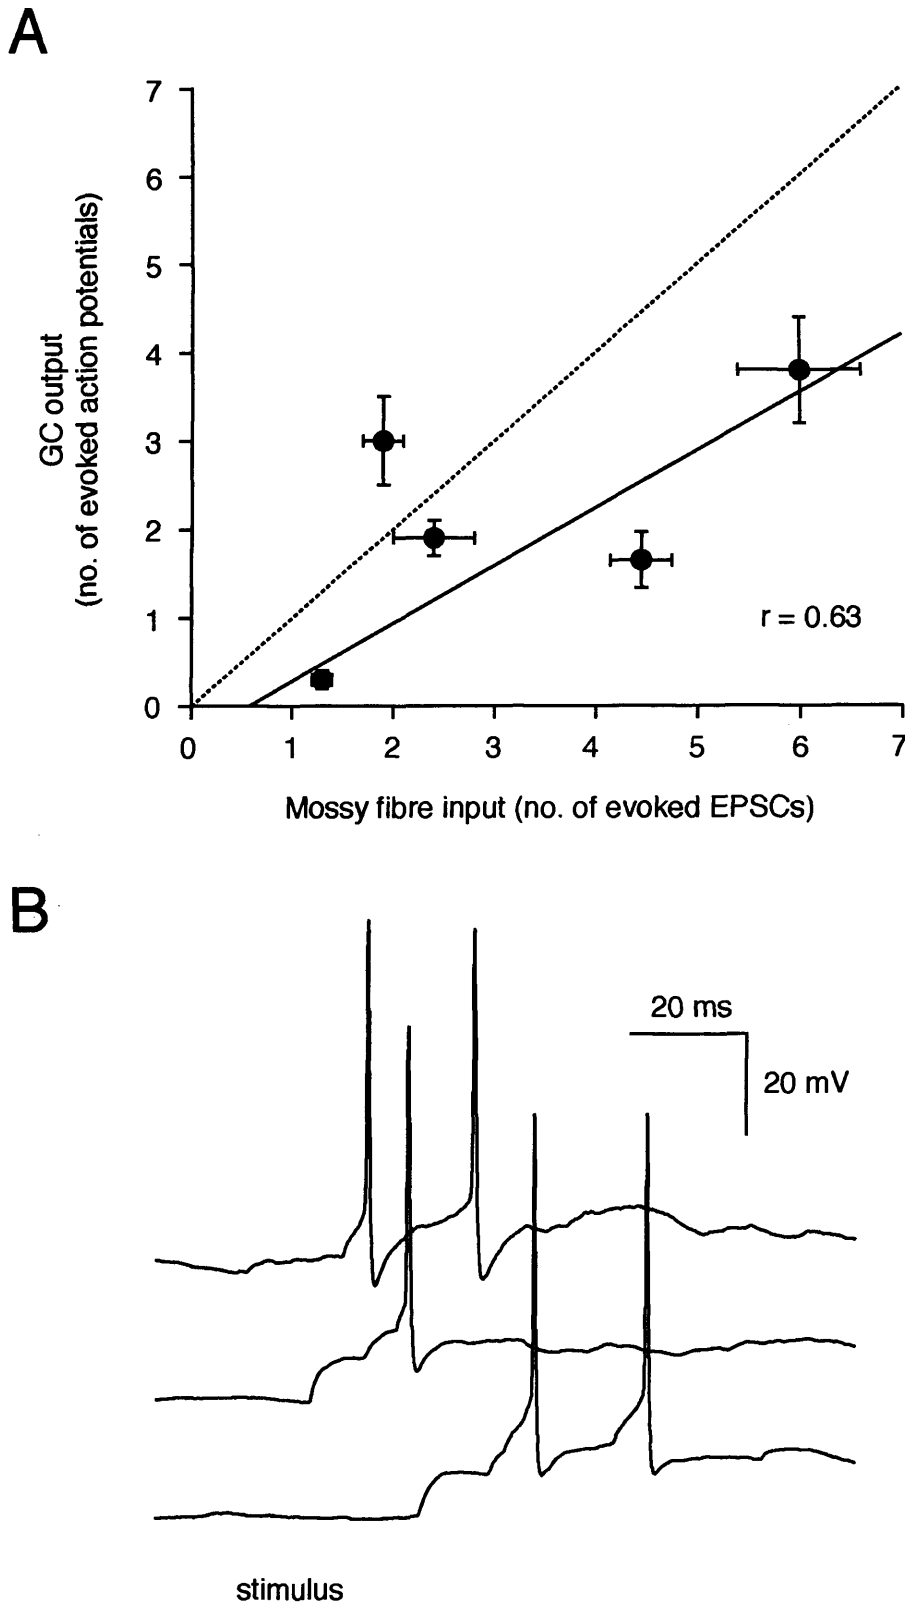 A
7
6
5
4
3
2
1
0
GC output
(no. of evoked action potentials)
r = 0.63
0 1 2 3 4 5 6 7
Mossy fibre input (no. of evoked EPSCs)
B
20 ms
20 mV
stimulus